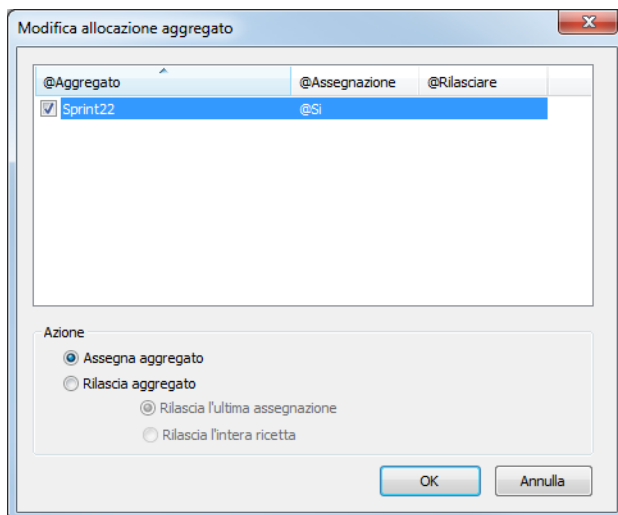 Modifica allocazione aggregato
@Aggregato @Assegnazione @Rilasciare
Sprint22 @Si
Azione
Assegna aggregato
Rilascia aggregato
Rilascia l'ultima assegnazione
Rilascia l'intera ricetta
OK Annulla